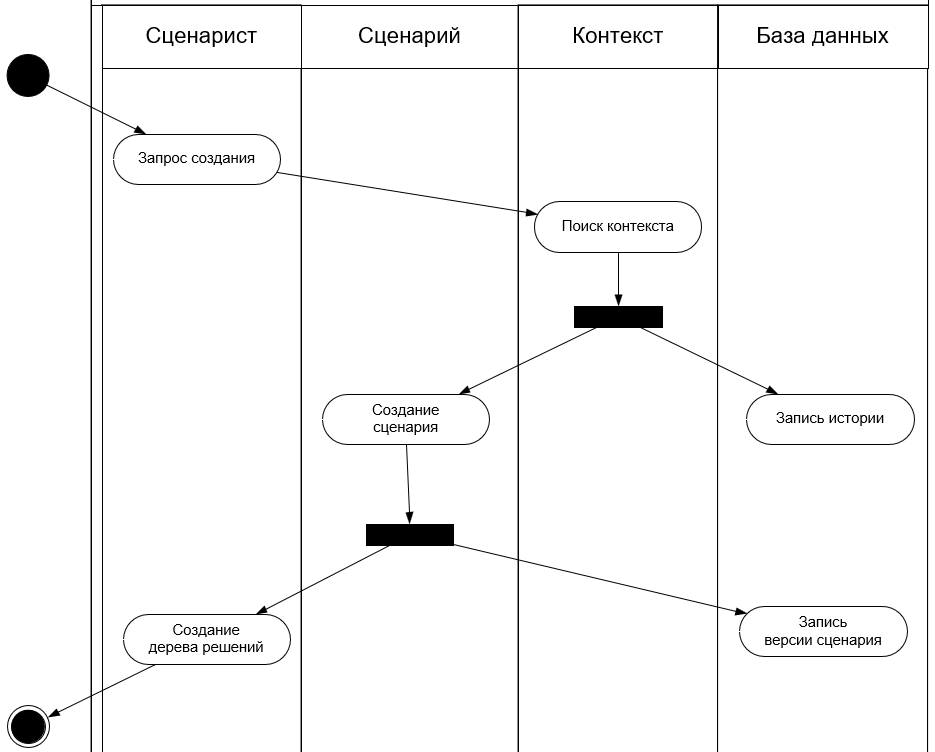 Сценарист
Сценарий
Контекст
База данных
Запрос создания
Поиск контекста
Создание
сценария
Запись истории
Создание
дерева решений
Запись
версии сценария